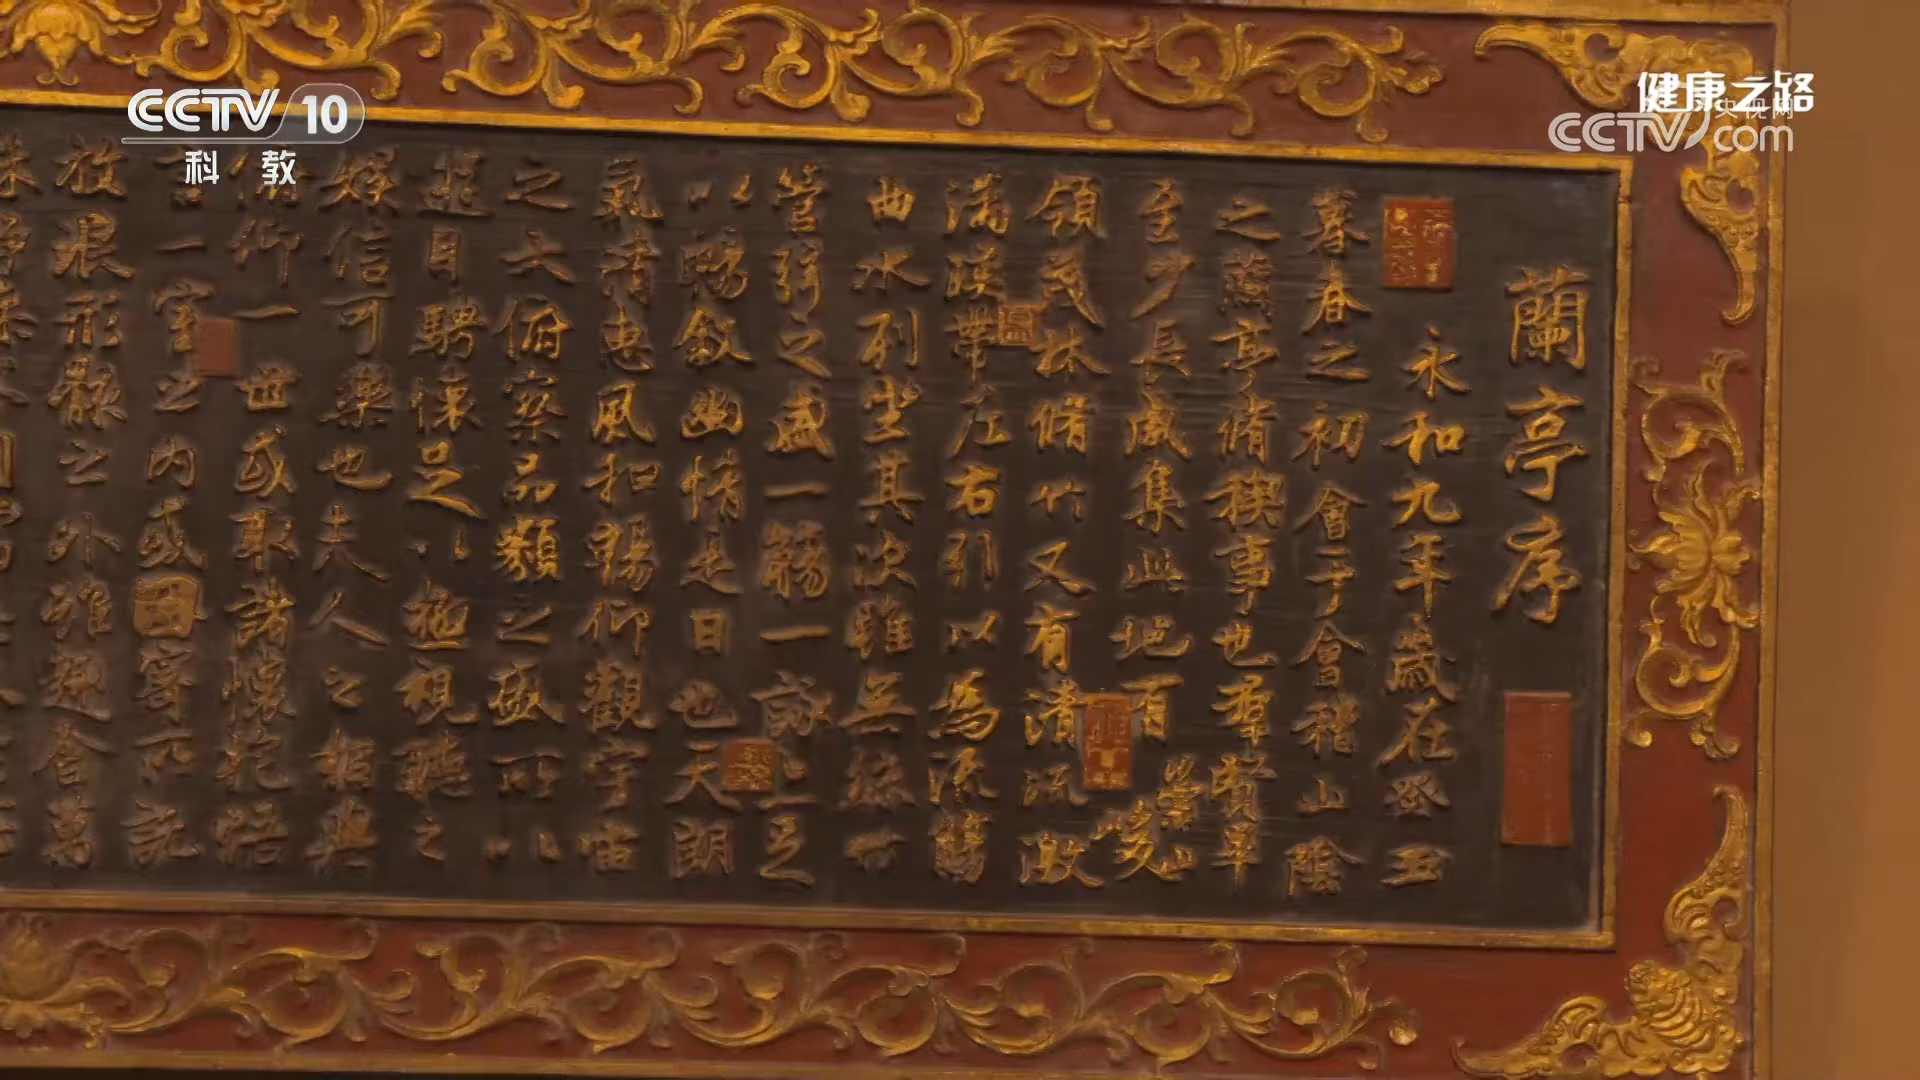 CCTV 10
科教
健康之路
央视网
CCTV.com
蘭亭序
永和九年歲在癸丑
暮春之初會于會稽山陰
之蘭亭脩稧事也羣賢畢
至少長咸集此地有崇山峻
領茂林脩竹又有清流激
湍暎帶左右引以為流觴
曲水列坐其次雖無絲竹
管弦之盛一觴一詠亦足
以暢敘幽情是日也天朗
氣清惠風和暢仰觀宇宙
之大俯察品類之盛所以
遊目騁懷足以極視聽之
娛信可樂也夫人之相與
俯仰一世或取諸懷抱悟
言一室之內或因寄所託
放浪形骸之外雖趣舍萬